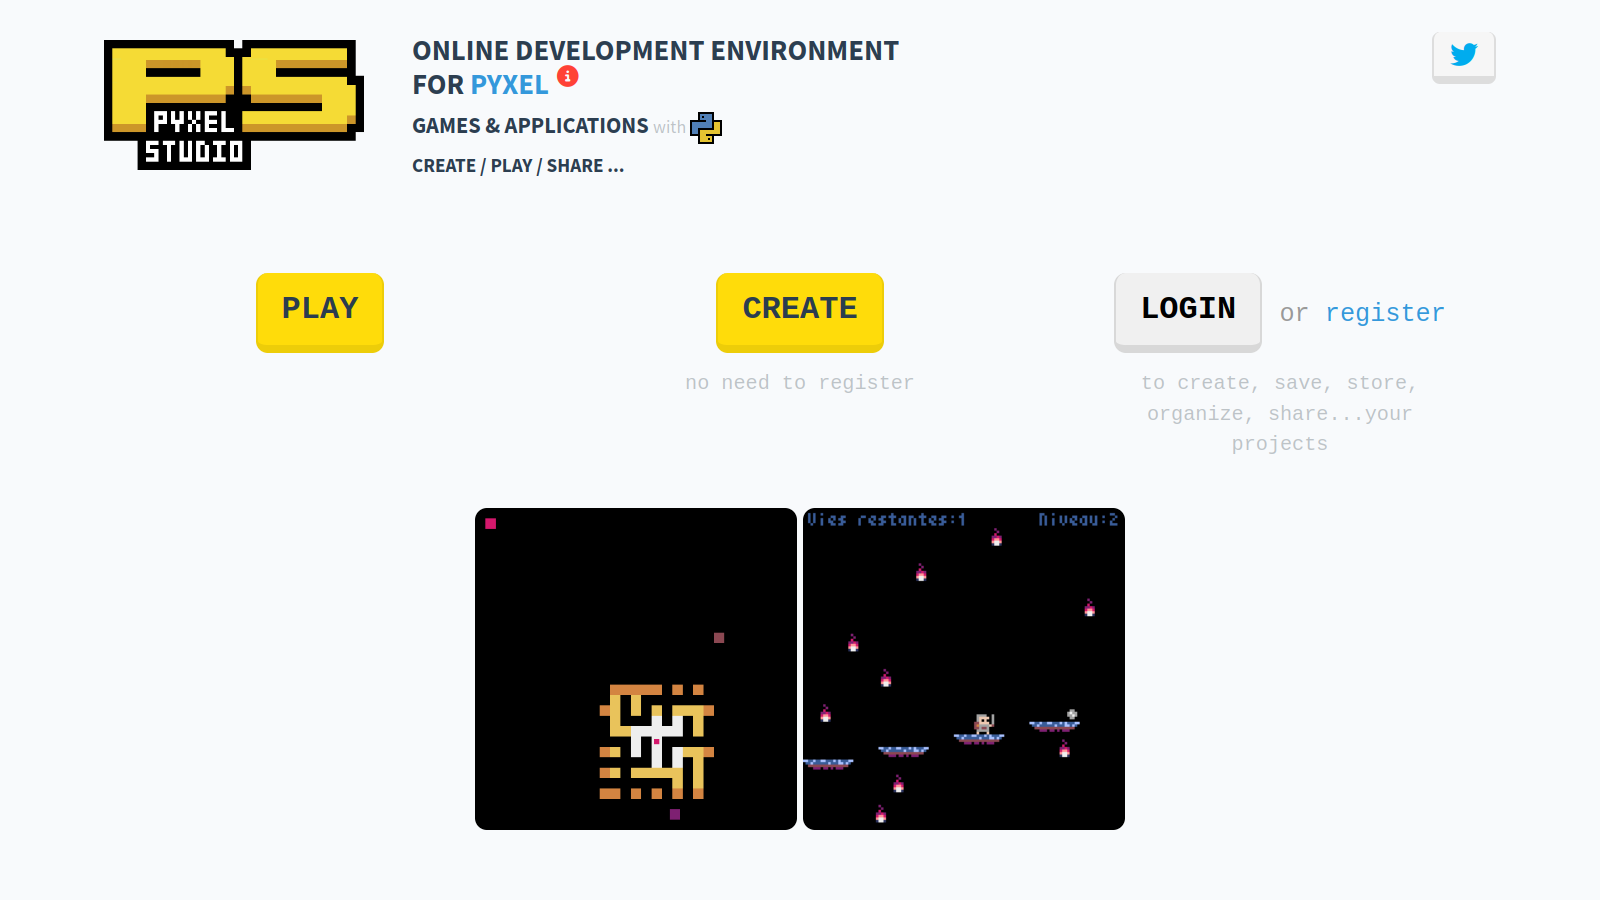 PYXEL
STUDIO
ONLINE DEVELOPMENT ENVIRONMENT
FOR PYXEL
GAMES & APPLICATIONS with
CREATE / PLAY / SHARE ...
PLAY
CREATE
no need to register
LOGIN or register
to create, save, store,
organize, share...your
projects
Vies restantes:1 Niveau:2